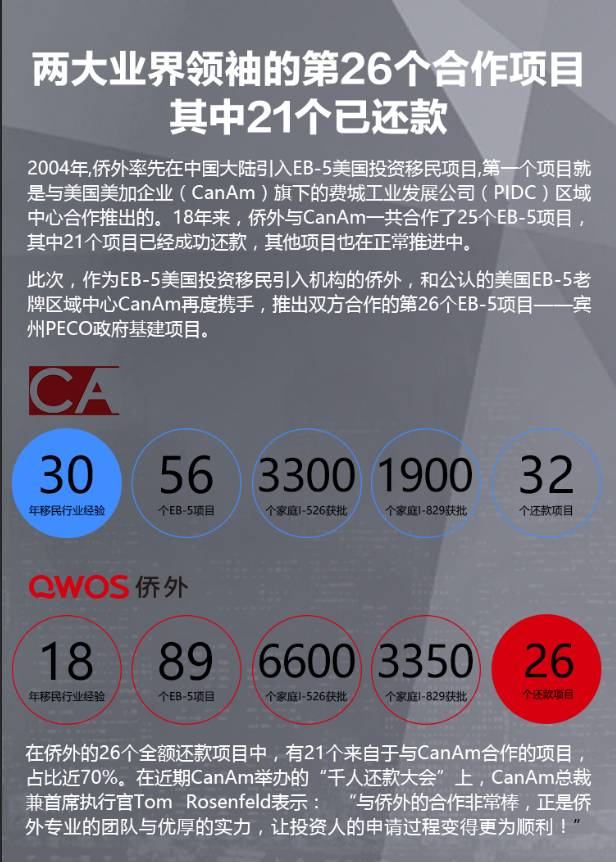 两大业界领袖的第26个合作项目
其中21个已还款
2004年,侨外率先在中国大陆引入EB-5美国投资移民项目,第一个项目就
是与美国美加企业（CanAm）旗下的费城工业发展公司（PIDC）区域
中心合作推出的。18年来，侨外与CanAm一共合作了25个EB-5项目，
其中21个项目已经成功还款，其他项目也在正常推进中。
此次，作为EB-5美国投资移民引入机构的侨外，和公认的美国EB-5老
牌区域中心CanAm再度携手，推出双方合作的第26个EB-5项目——宾
州PECO政府基建项目。
CA
30
年移民行业经验
56
个EB-5项目
3300
个家庭I-526获批
1900
个家庭I-829获批
32
个还款项目
QWOS侨外
18
年移民行业经验
89
个EB-5项目
6600
个家庭I-526获批
3350
个家庭I-829获批
26
个还款项目
在侨外的26个全额还款项目中，有21个来自于与CanAm合作的项目，
占比近70%。在近期CanAm举办的“千人还款大会”上，CanAm总裁
兼首席执行官Tom Rosenfeld表示： “与侨外的合作非常棒，正是侨
外专业的团队与优厚的实力，让投资人的申请过程变得更为顺利！”